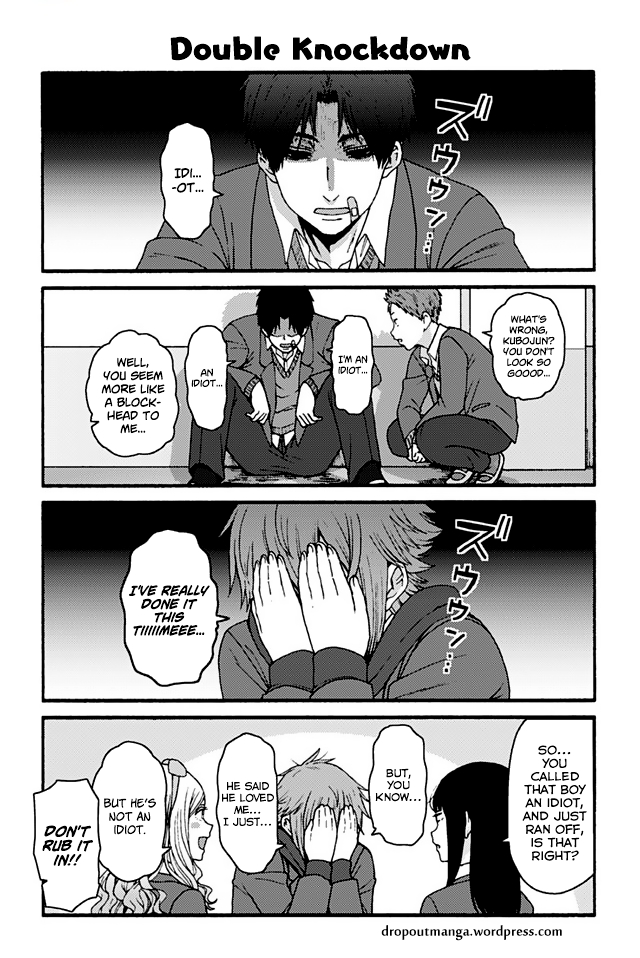 Double Knockdown
ズウゥン…
IDI...
-OT...
WHAT'S
WRONG,
KUBOJUN?
YOU DON'T
LOOK SO
GOOOD...
I'M AN
IDIOT...
AN
IDIOT...
WELL,
YOU SEEM
MORE LIKE
A BLOCK-
HEAD TO
ME...
ズウゥン…
I'VE REALLY
DONE IT
THIS
TIIIIIMEEE...
SO...
YOU
CALLED
THAT BOY
AN IDIOT,
AND JUST
RAN OFF,
IS THAT
RIGHT?
BUT,
YOU
KNOW...
HE SAID
HE LOVED
ME...
I JUST...
BUT HE'S
NOT AN
IDIOT.
DON'T
RUB IT
IN!!
dropoutmanga.wordpress.com